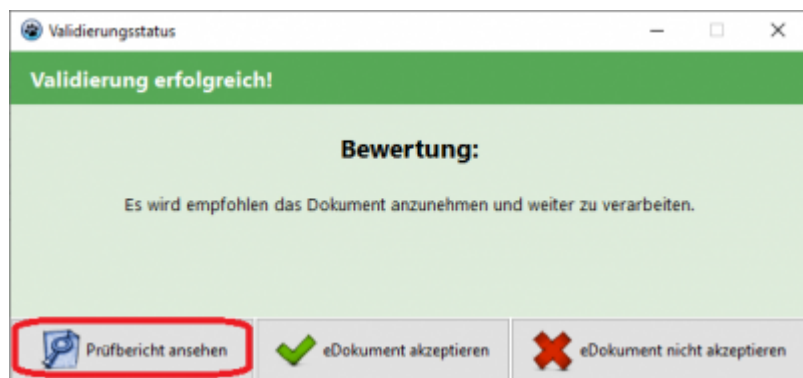 Validierungsstatus
Validierung erfolgreich!
Bewertung:
Es wird empfohlen das Dokument anzunehmen und weiter zu verarbeiten.
Prüfbericht ansehen
eDokument akzeptieren
eDokument nicht akzeptieren